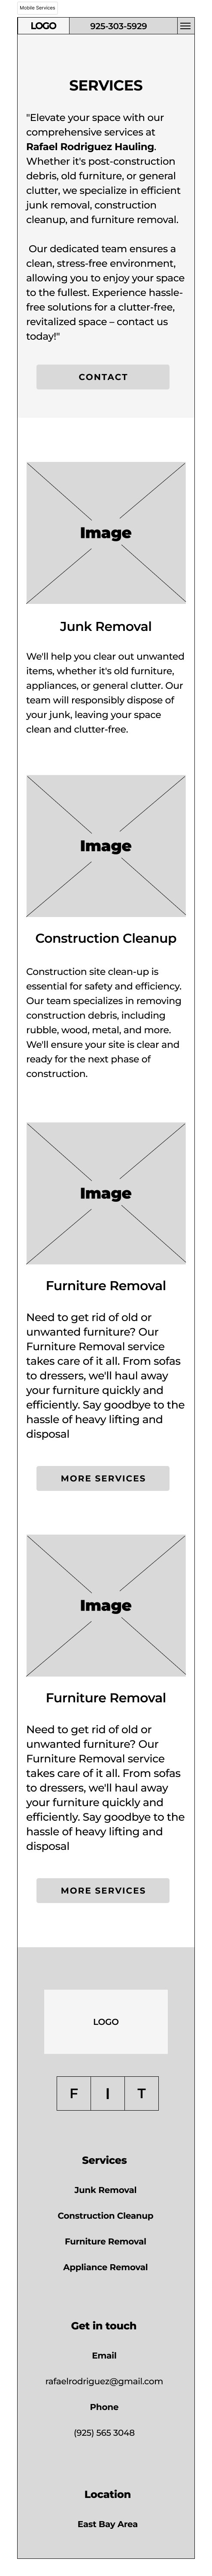 Mobile Services
LOGO
925-303-5929
SERVICES
"Elevate your space with our
comprehensive services at
Rafael Rodriguez Hauling.
Whether it's post-construction
debris, old furniture, or general
clutter, we specialize in efficient
junk removal, construction
cleanup, and furniture removal.
Our dedicated team ensures a
clean, stress-free environment,
allowing you to enjoy your space
to the fullest. Experience hassle-
free solutions for a clutter-free,
revitalized space – contact us
today!"
CONTACT
Image
Junk Removal
We'll help you clear out unwanted
items, whether it's old furniture,
appliances, or general clutter. Our
team will responsibly dispose of
your junk, leaving your space
clean and clutter-free.
Image
Construction Cleanup
Construction site clean-up is
essential for safety and efficiency.
Our team specializes in removing
construction debris, including
rubble, wood, metal, and more.
We'll ensure your site is clear and
ready for the next phase of
construction.
Image
Furniture Removal
Need to get rid of old or
unwanted furniture? Our
Furniture Removal service
takes care of it all. From sofas
to dressers, we'll haul away
your furniture quickly and
efficiently. Say goodbye to the
hassle of heavy lifting and
disposal
MORE SERVICES
Image
Furniture Removal
Need to get rid of old or
unwanted furniture? Our
Furniture Removal service
takes care of it all. From sofas
to dressers, we'll haul away
your furniture quickly and
efficiently. Say goodbye to the
hassle of heavy lifting and
disposal
MORE SERVICES
LOGO
F I T
Services
Junk Removal
Construction Cleanup
Furniture Removal
Appliance Removal
Get in touch
Email
rafaelrodriguez@gmail.com
Phone
(925) 565 3048
Location
East Bay Area